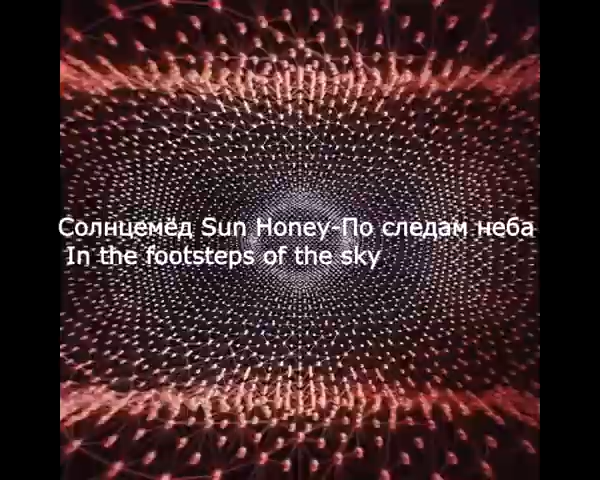 Солнцемёд Sun Honey-По следам неба
In the footsteps of the sky